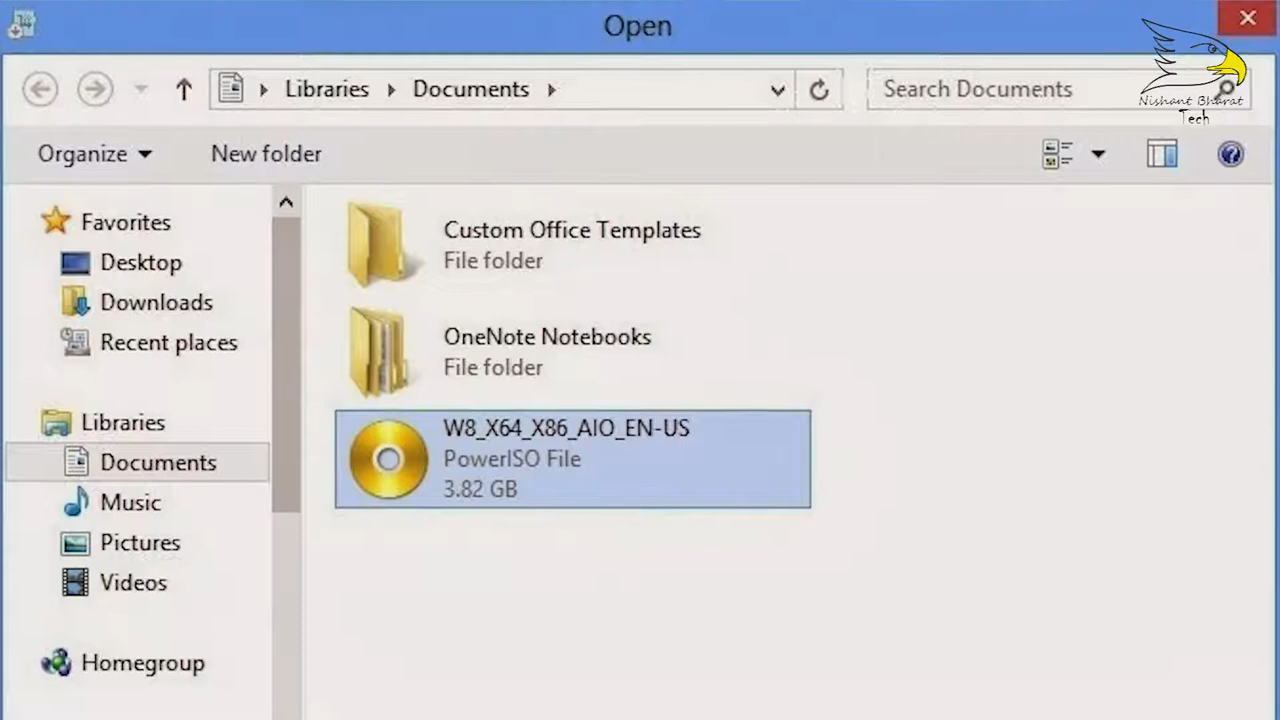 Open
Nishant Bharat
Tech
Libraries
Documents
Search Documents
Organize
New folder
Favorites
Desktop
Downloads
Recent places
Libraries
Documents
Music
Pictures
Videos
Homegroup
Custom Office Templates
File folder
OneNote Notebooks
File folder
W8_X64_X86_AIO_EN-US
PowerISO File
3.82 GB